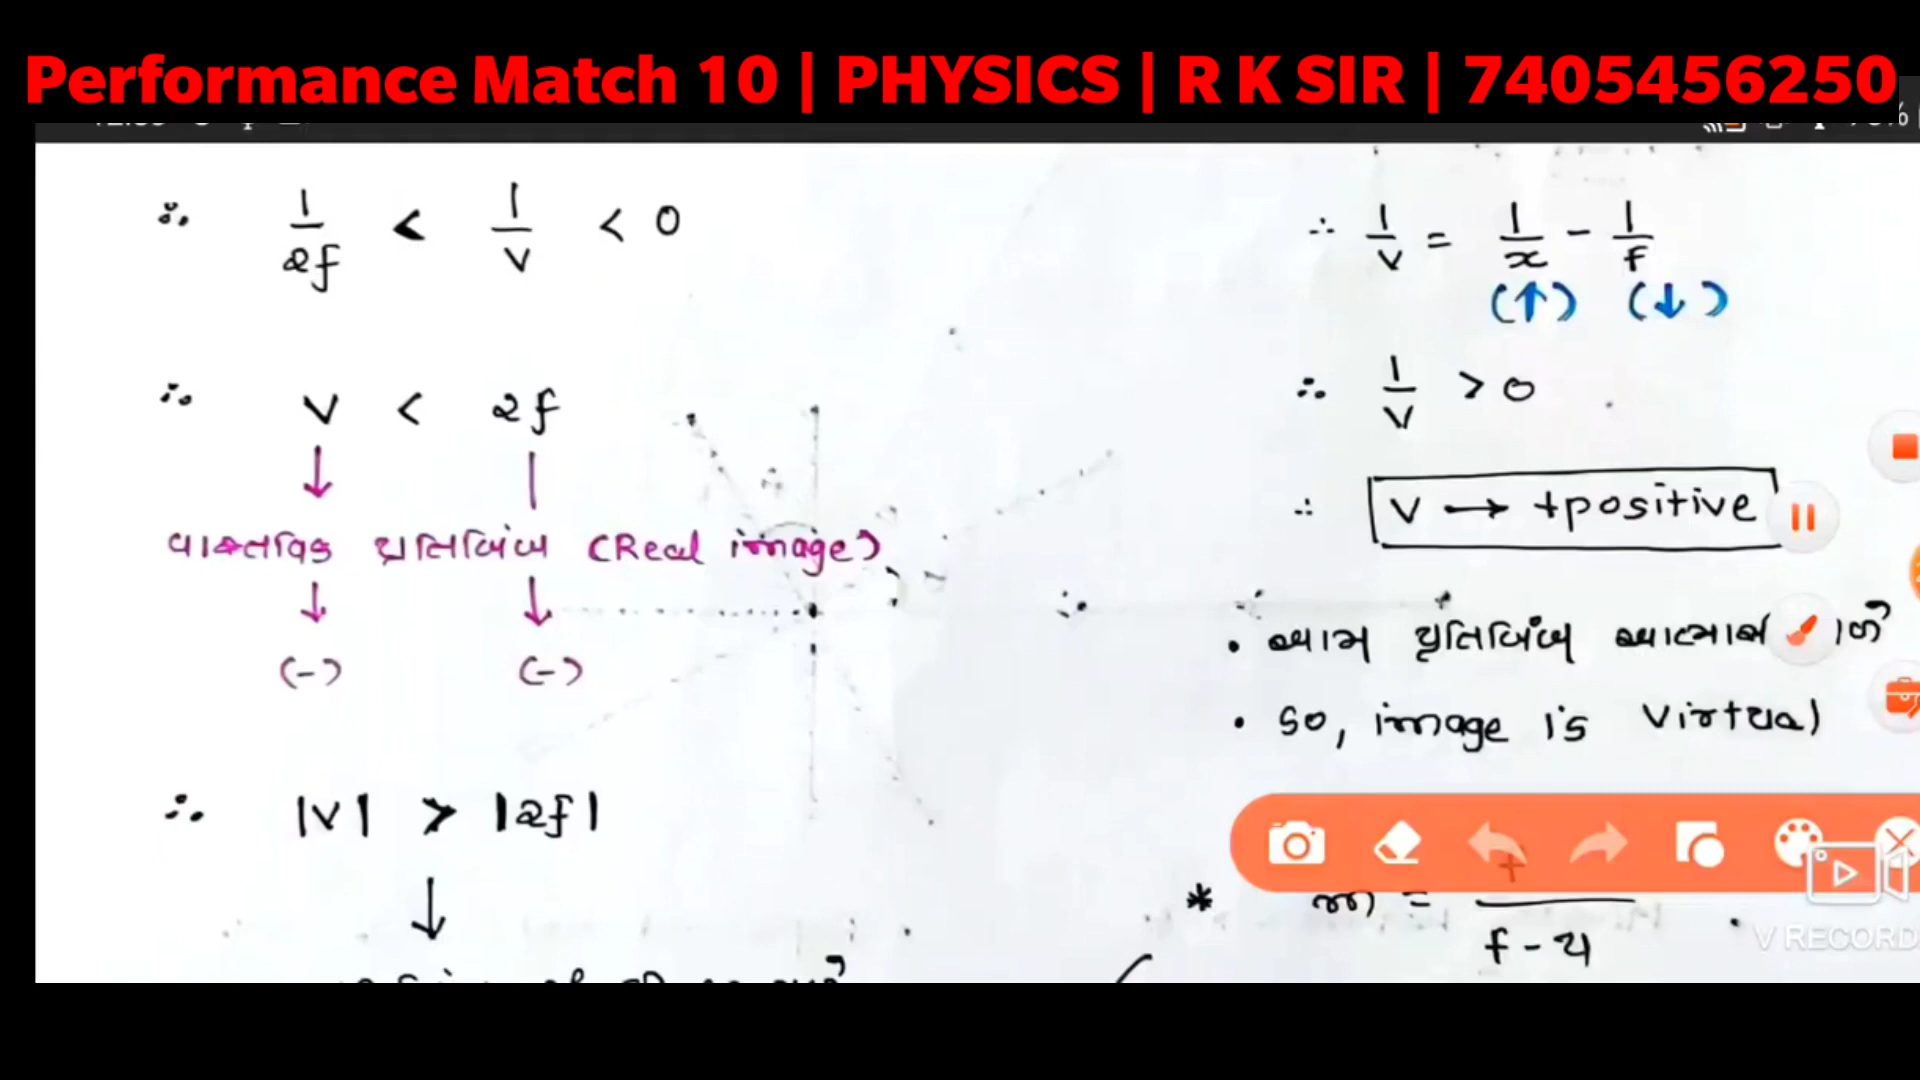 Performance Match 10 | PHYSICS | R K SIR | 7405456250
∴ 1/2f < 1/v < 0
∴ v < 2f
વાસ્તવિક પ્રતિબિંબ (Real image)
(-) (-)
∴ |v| > |2f|
∴ 1/v = 1/x - 1/f
(↑) (↓)
∴ 1/v > 0
∴ v → +positive
• આમ પ્રતિબિંબ
• so, image is virtual
* m =
f - u
V RECORD